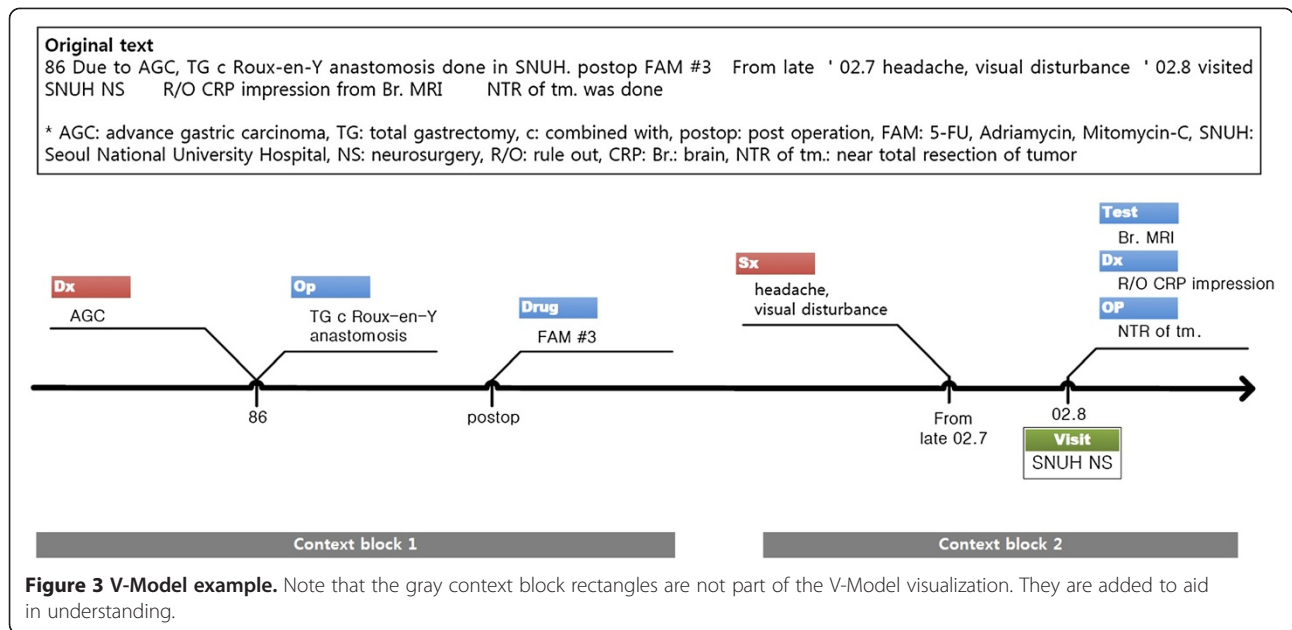 Original text
86 Due to AGC, TG c Roux-en-Y anastomosis done in SNUH. postop FAM #3 From late ' 02.7 headache, visual disturbance ' 02.8 visited
SNUH NS R/O CRP impression from Br. MRI NTR of tm. was done
* AGC: advance gastric carcinoma, TG: total gastrectomy, c: combined with, postop: post operation, FAM: 5-FU, Adriamycin, Mitomycin-C, SNUH:
Seoul National University Hospital, NS: neurosurgery, R/O: rule out, CRP: Br.: brain, NTR of tm.: near total resection of tumor
Dx
AGC
Op
TG c Roux-en-Y
anastomosis
Drug
FAM #3
Sx
headache,
visual disturbance
Test
Br. MRI
Dx
R/O CRP impression
OP
NTR of tm.
86
postop
From
late 02.7
02.8
Visit
SNUH NS
Context block 1
Context block 2
Figure 3 V-Model example. Note that the gray context block rectangles are not part of the V-Model visualization. They are added to aid
in understanding.